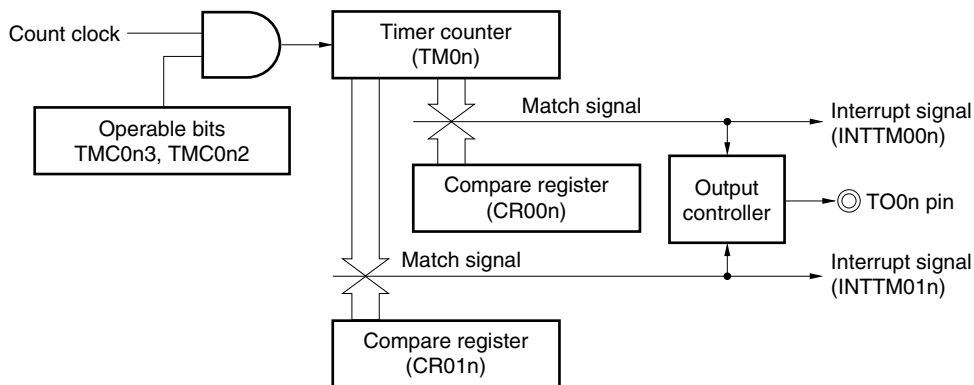 Count clock
Timer counter
(TM0n)
Operable bits
TMC0n3, TMC0n2
Match signal
Interrupt signal
(INTTM00n)
Compare register
(CR00n)
Output
controller
TO0n pin
Match signal
Interrupt signal
(INTTM01n)
Compare register
(CR01n)